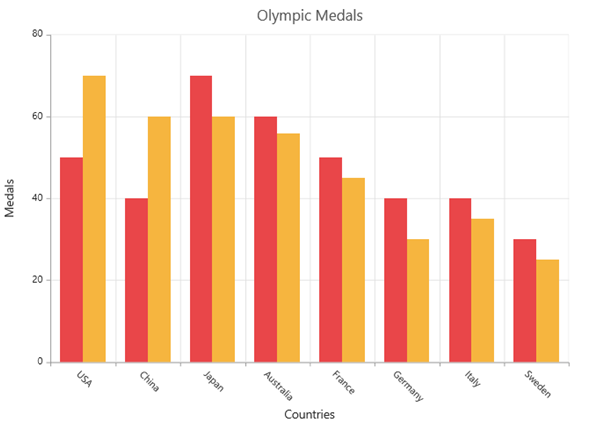 Olympic Medals
80
60
40
20
0
Medals
USA
China
Japan
Australia
France
Germany
Italy
Sweden
Countries